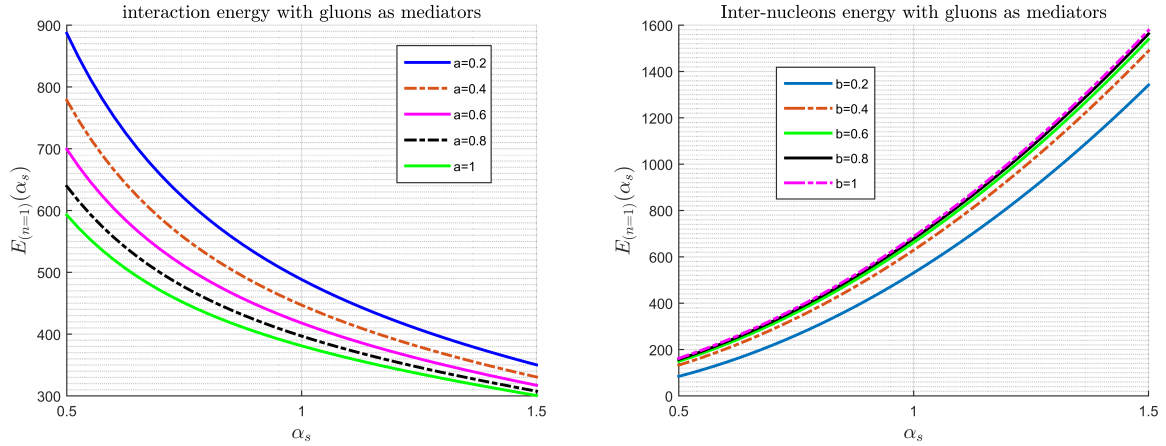 interaction energy with gluons as mediators
900
800
700
600
500
400
300
0.5
1
1.5
E(n=1)(αs)
αs
a=0.2
a=0.4
a=0.6
a=0.8
a=1
Inter-nucleons energy with gluons as mediators
1600
1400
1200
1000
800
600
400
200
0
0.5
1
1.5
E(n=1)(αs)
αs
b=0.2
b=0.4
b=0.6
b=0.8
b=1